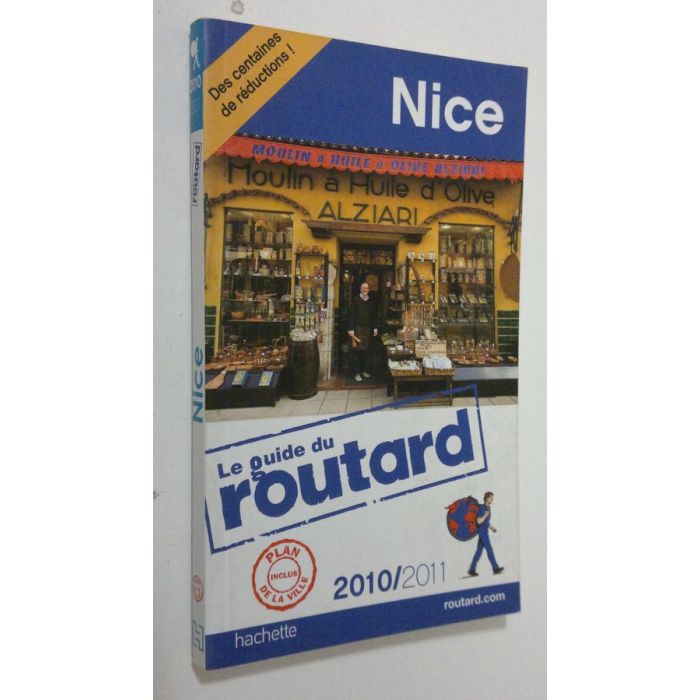 Des centaines
de réductions !
Nice
MOULIN A HUILE D'OLIVE ALZIARI
Moulin à Huile d'Olive
ALZIARI
Le guide du
routard
PLAN
INCLUS
DE LA VILLE
2010/2011
routard.com
hachette
2010
2011
routard
Nice
H